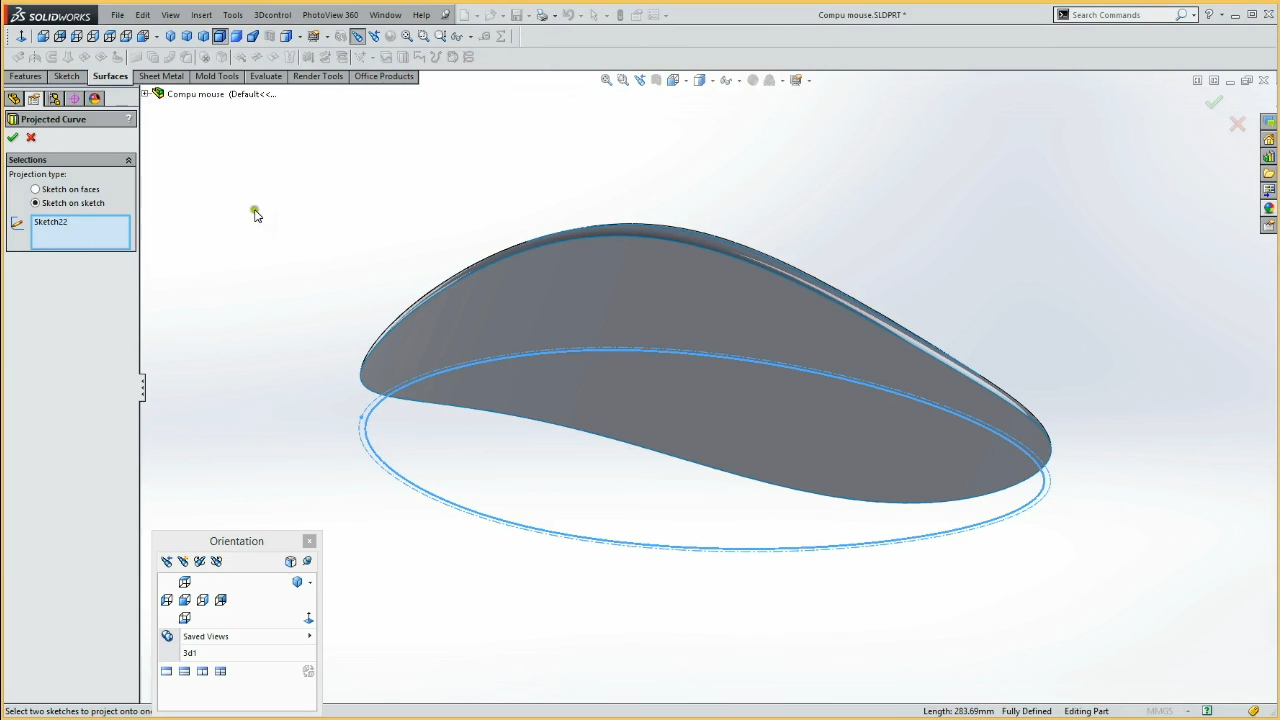 SOLIDWORKS File Edit View Insert Tools 3Dcontrol PhotoView 360 Window Help Compu mouse.SLDPRT * Search Commands ?
Features Sketch Surfaces Sheet Metal Mold Tools Evaluate Render Tools Office Products
Compu mouse (Default<<...
Projected Curve ?
Selections
Projection type:
Sketch on faces
Sketch on sketch
Sketch22
Orientation
Saved Views
3d1
Select two sketches to project onto one Length: 283.69mm Fully Defined Editing Part MMGS - ?